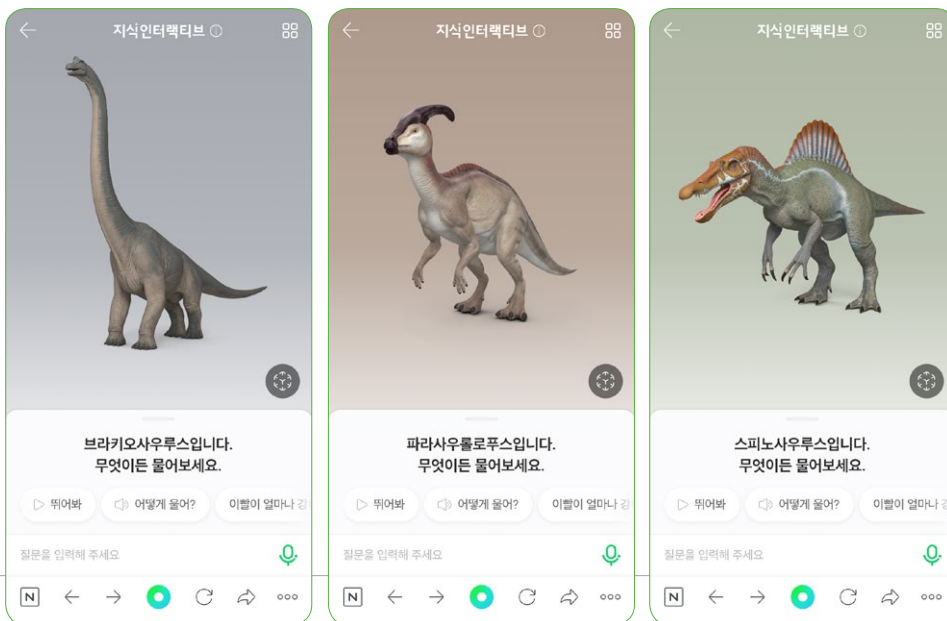 지식인터랙티브
브라키오사우루스입니다.
무엇이든 물어보세요.
뛰어봐
어떻게 울어?
이빨이 얼마나 강
질문을 입력해 주세요
N
지식인터랙티브
파라사우롤로푸스입니다.
무엇이든 물어보세요.
뛰어봐
어떻게 울어?
이빨이 얼마나 강
질문을 입력해 주세요
N
지식인터랙티브
스피노사우루스입니다.
무엇이든 물어보세요.
뛰어봐
어떻게 울어?
이빨이 얼마나 강
질문을 입력해 주세요
N